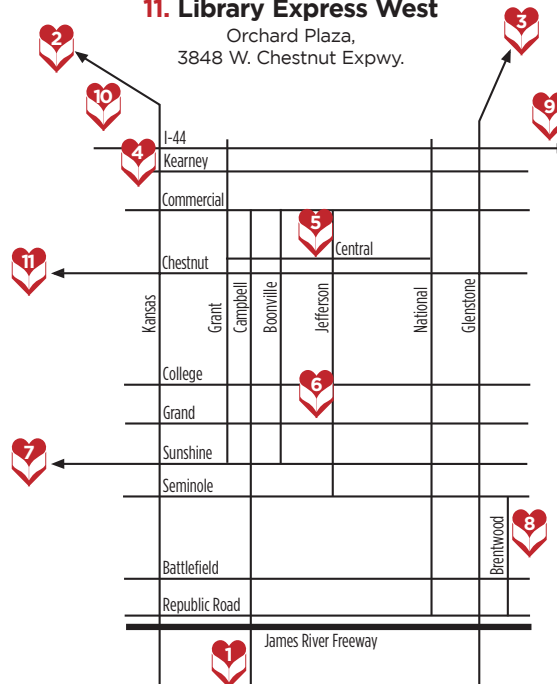 11. Library Express West
Orchard Plaza,
3848 W. Chestnut Expwy.
2
3
10
9
I-44
4
Kearney
Commercial
5
Central
11
Chestnut
Kansas
Grant
Campbell
Boonville
Jefferson
National
Glenstone
College
6
Grand
7
Sunshine
Seminole
8
Brentwood
Battlefield
Republic Road
James River Freeway
1